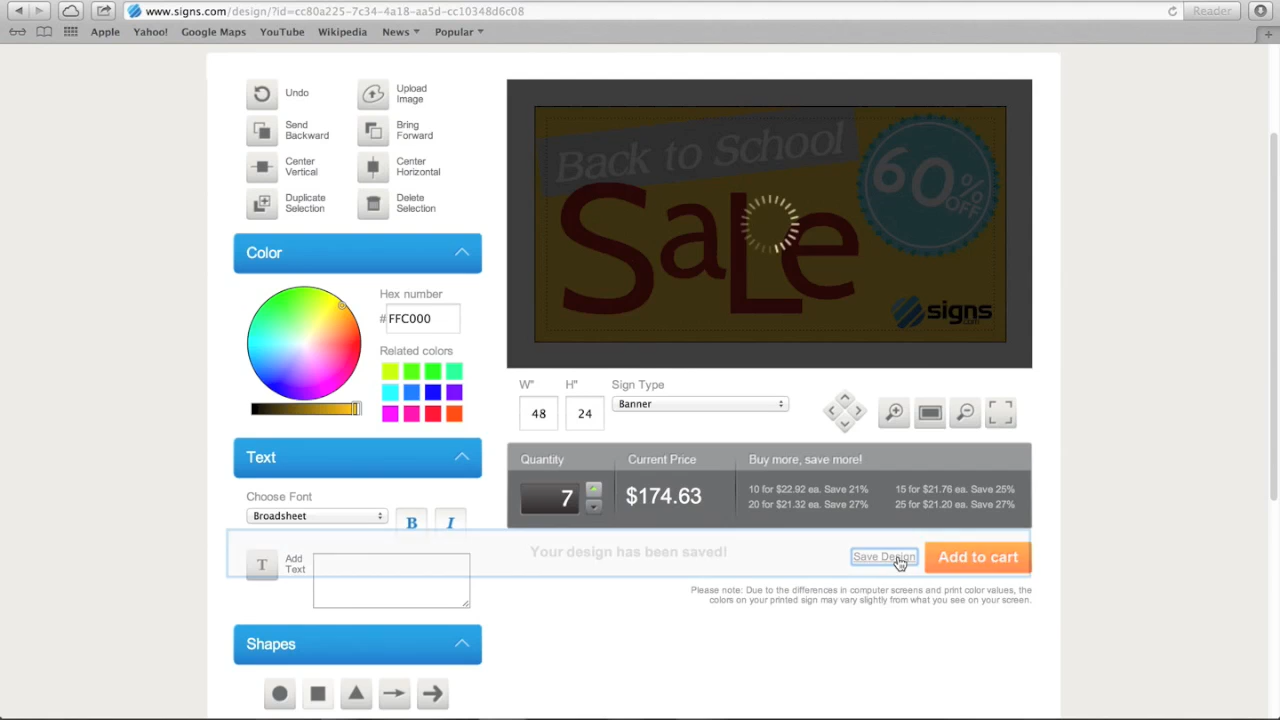 www.signs.com/design/?id=cc80a225-7c34-4a18-aa5d-cc10348d6c08
Reader
Apple Yahoo! Google Maps YouTube Wikipedia News Popular
Undo
Upload
Image
Send
Backward
Bring
Forward
Center
Vertical
Center
Horizontal
Duplicate
Selection
Delete
Selection
Back to School
SaLe
60%
OFF
signs
.com
Color
Hex number
#FFC000
Related colors
W" H" Sign Type
48 24 Banner
Text
Choose Font
Broadsheet B I
T
Add
Text
Quantity Current Price Buy more, save more!
7 $174.63
10 for $22.92 ea. Save 21% 15 for $21.76 ea. Save 25%
20 for $21.32 ea. Save 27% 25 for $21.20 ea. Save 27%
Your design has been saved! Save Design Add to cart
Please note: Due to the differences in computer screens and print color values, the
colors on your printed sign may vary slightly from what you see on your screen.
Shapes